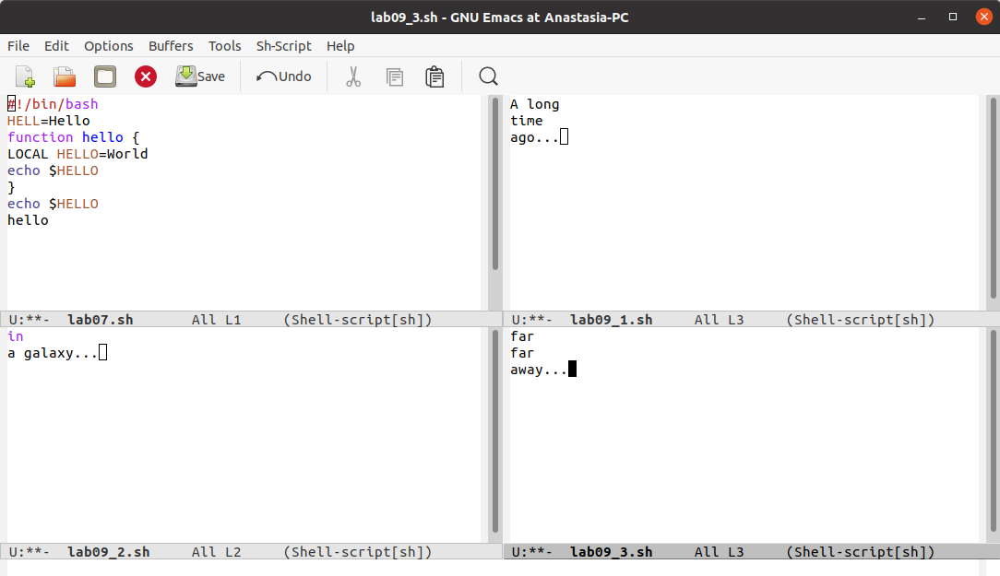 lab09_3.sh - GNU Emacs at Anastasia-PC
File Edit Options Buffers Tools Sh-Script Help
Save Undo
#!/bin/bash
HELL=Hello
function hello {
LOCAL HELLO=World
echo $HELLO
}
echo $HELLO
hello
U:**- lab07.sh All L1 (Shell-script[sh])
A long
time
ago...
U:**- lab09_1.sh All L3 (Shell-script[sh])
in
a galaxy...
U:**- lab09_2.sh All L2 (Shell-script[sh])
far
far
away...
U:**- lab09_3.sh All L3 (Shell-script[sh])